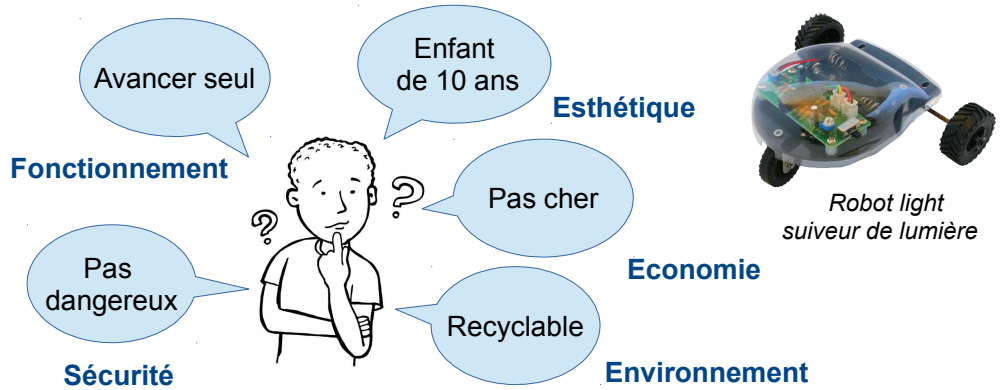 Avancer seul
Enfant
de 10 ans
Esthétique
Fonctionnement
Pas cher
Robot light
suiveur de lumière
Pas
dangereux
Economie
Recyclable
Sécurité
Environnement